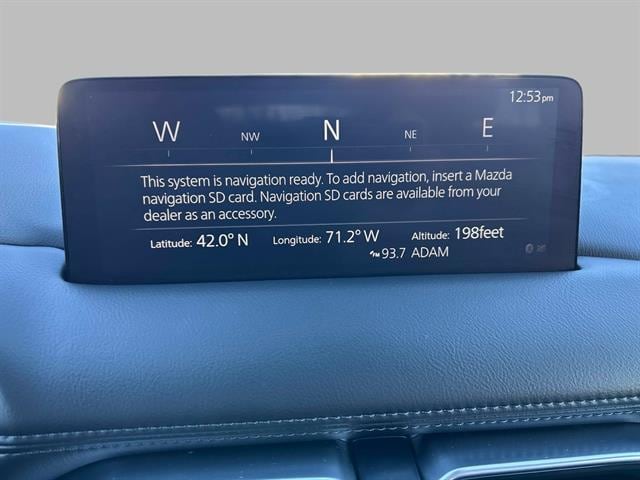 12:53pm
W NW N NE E
This system is navigation ready. To add navigation, insert a Mazda
navigation SD card. Navigation SD cards are available from your
dealer as an accessory.
Latitude: 42.0° N Longitude: 71.2° W Altitude: 198feet
FM 93.7 ADAM